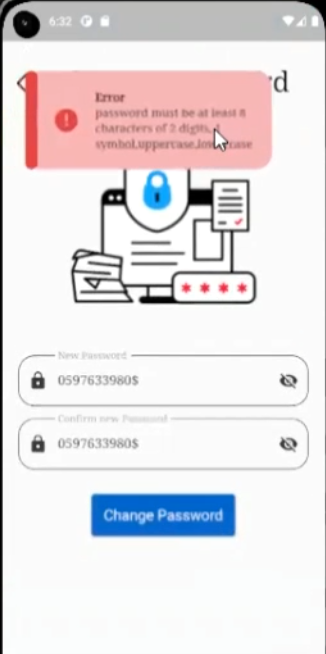 6:32
d
Error
password must be at least 8
characters of 2 digits, 1
symbol,uppercase,lowercase
* * * *
New Password
0597633980$
Confirm new Password
0597633980$
Change Password